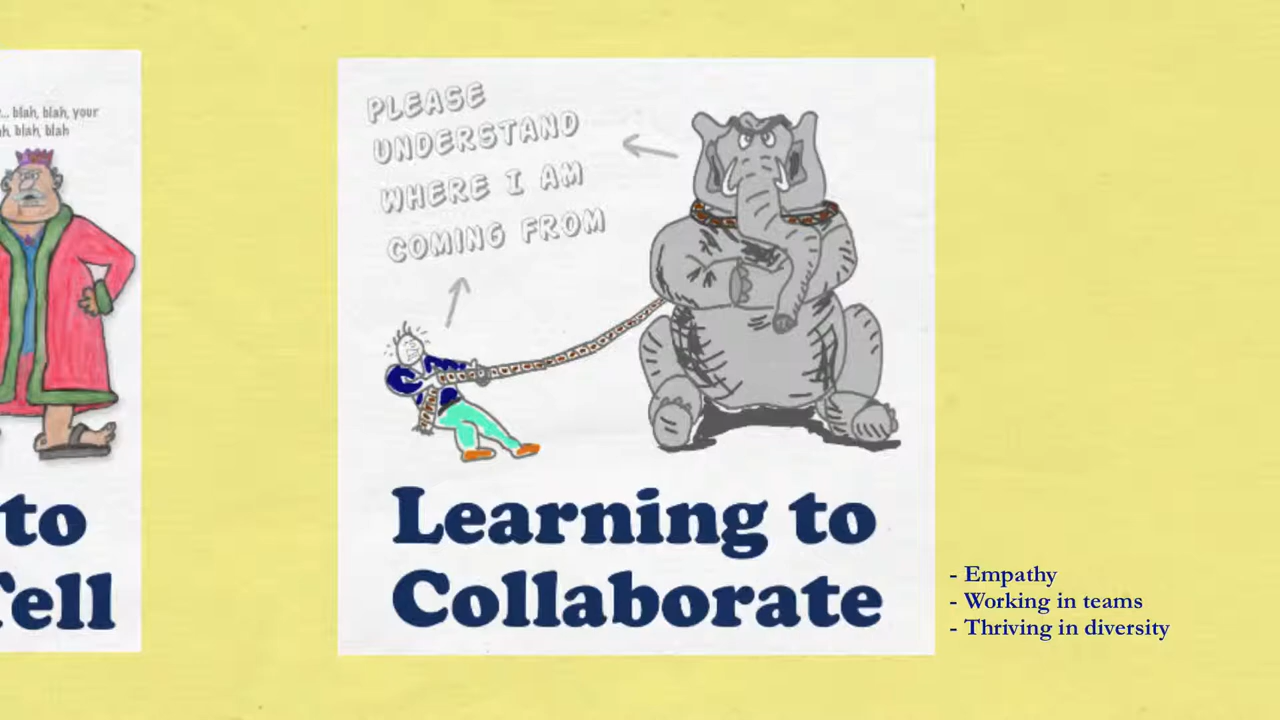 ... blah, blah, your
blah, blah
to
Tell
PLEASE
UNDERSTAND
WHERE I AM
COMING FROM
Learning to
Collaborate
- Empathy
- Working in teams
- Thriving in diversity